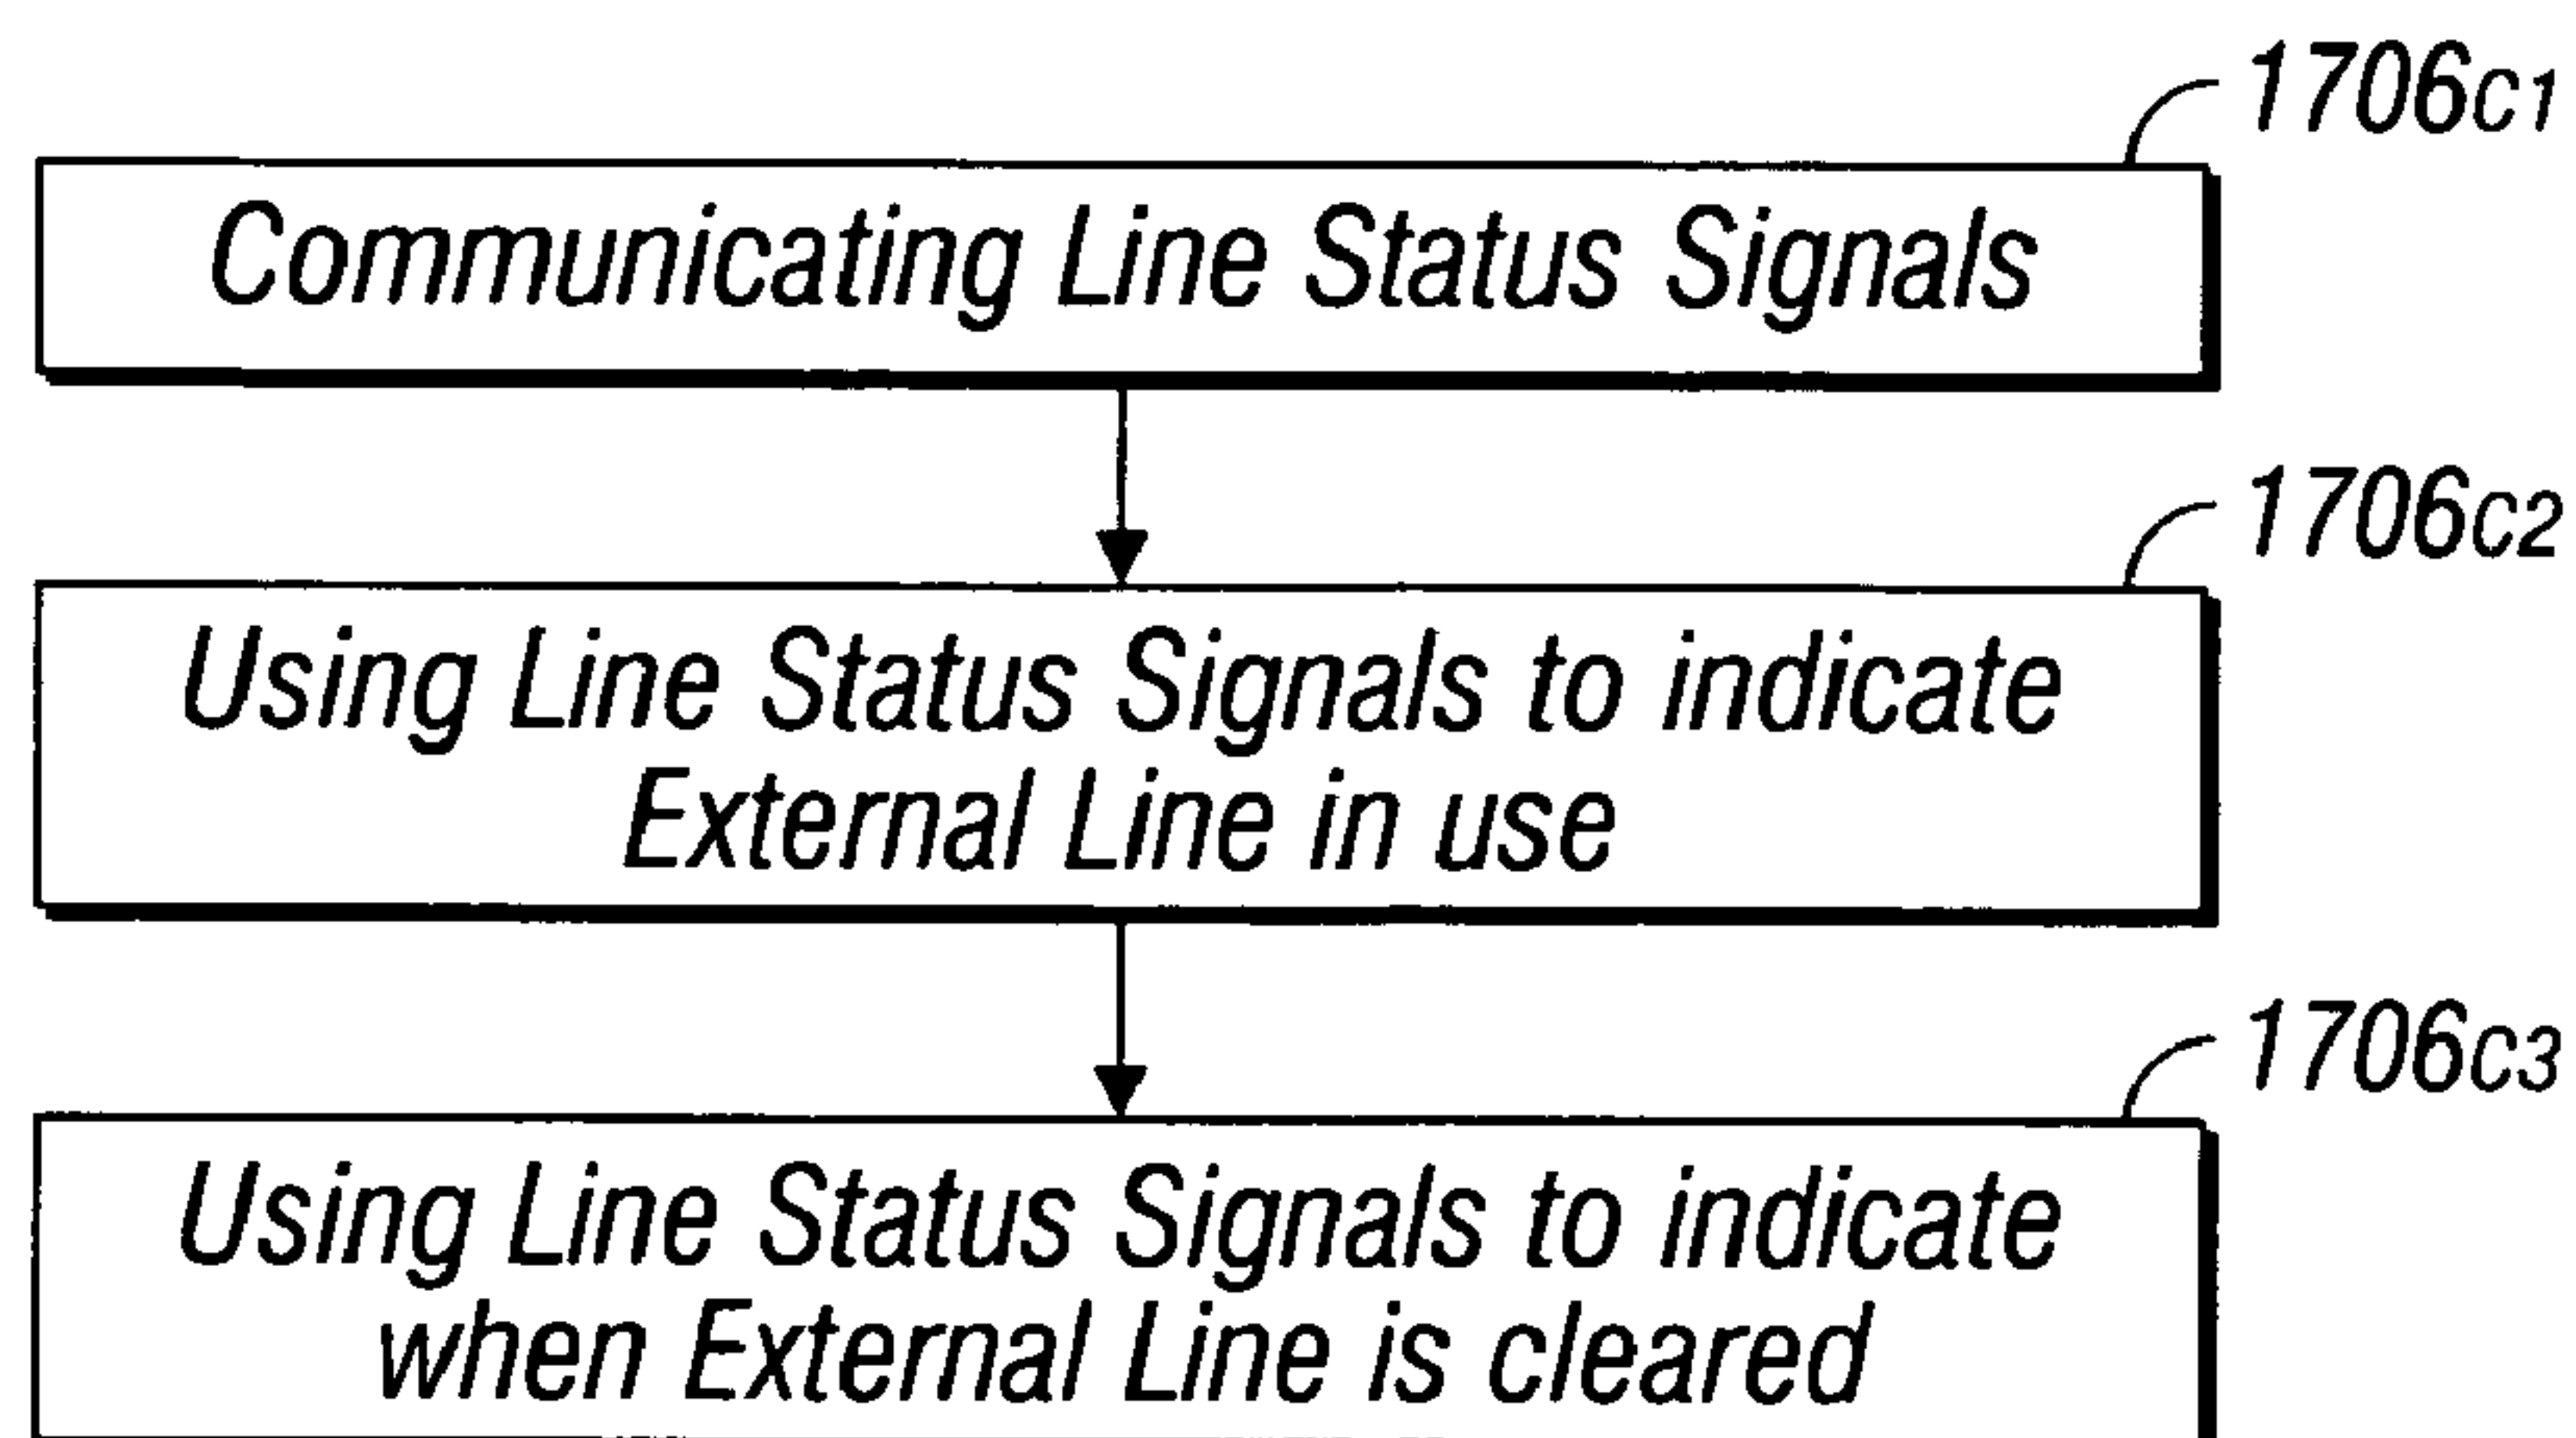 1706c1
Communicating Line Status Signals
1706c2
Using Line Status Signals to indicate
External Line in use
1706c3
Using Line Status Signals to indicate
when External Line is cleared